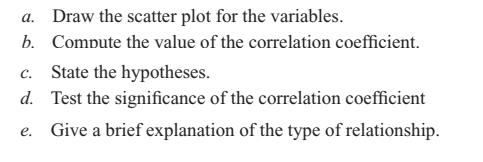 a. Draw the scatter plot for the variables.
b. Compute the value of the correlation coefficient.
c. State the hypotheses.
d. Test the significance of the correlation coefficient
e. Give a brief explanation of the type of relationship.